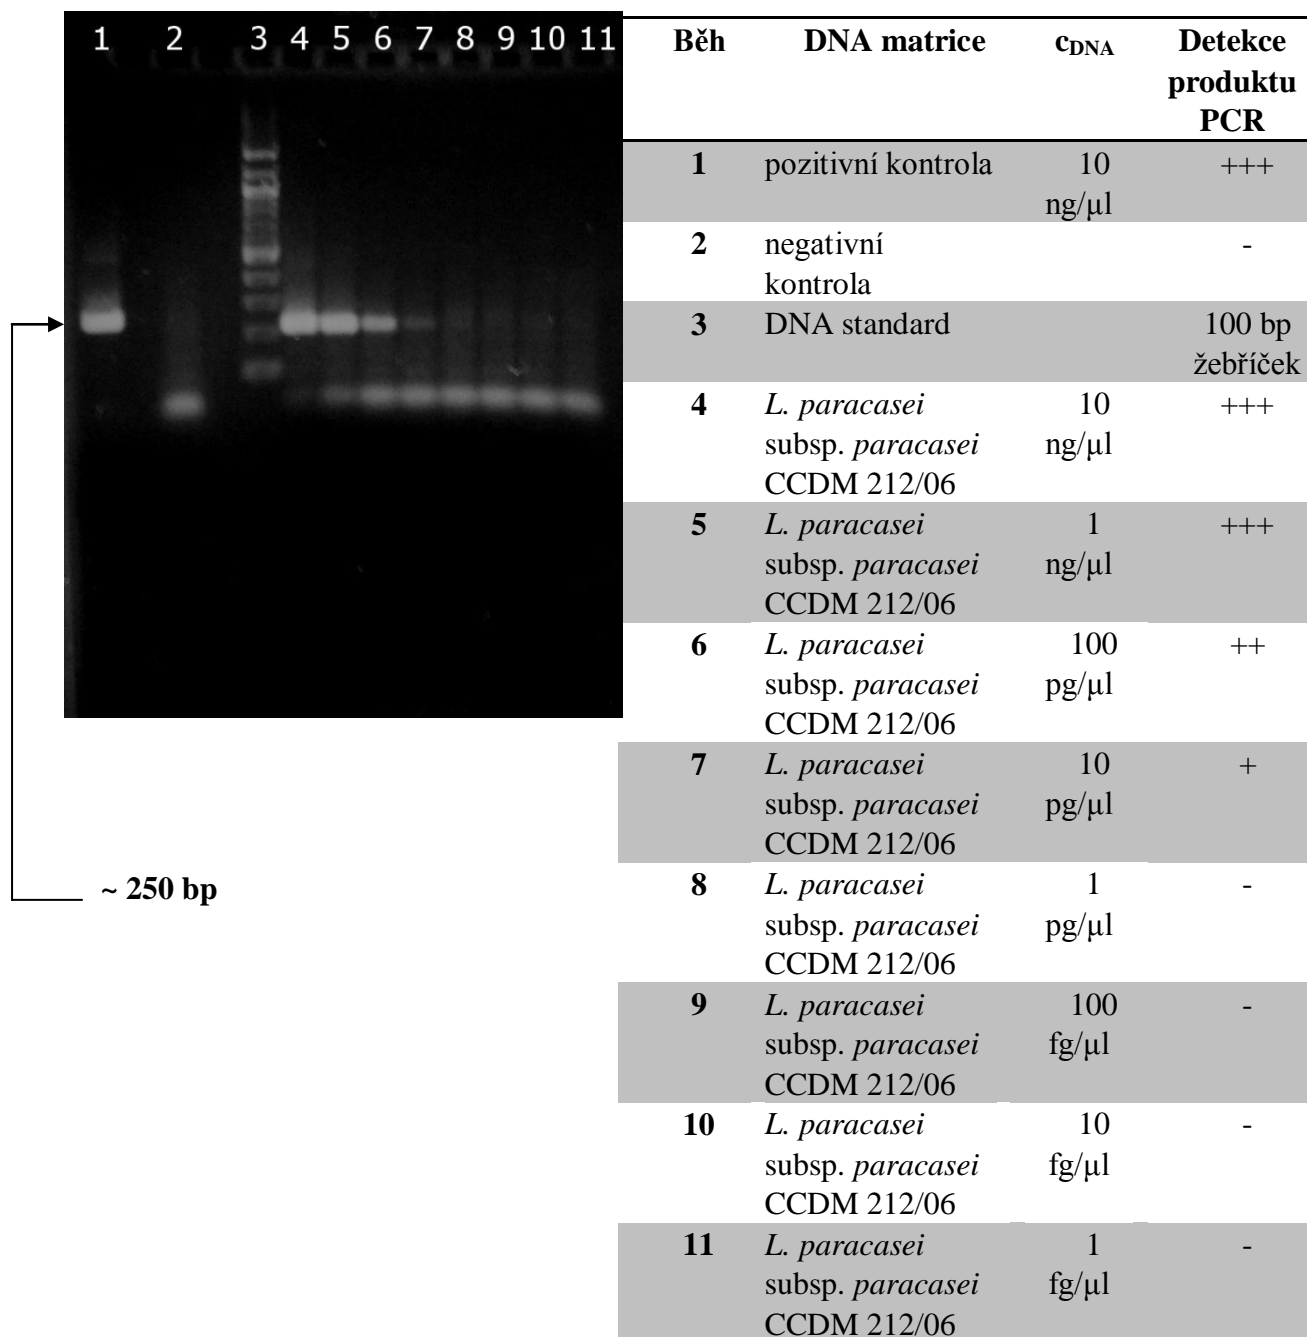 1 2 3 4 5 6 7 8 9 10 11
~ 250 bp
Běh DNA matrice cDNA Detekce
produktu
PCR
1 pozitivní kontrola 10 +++
ng/µl
2 negativní -
kontrola
3 DNA standard 100 bp
žebříček
4 L. paracasei 10 +++
subsp. paracasei ng/µl
CCDM 212/06
5 L. paracasei 1 +++
subsp. paracasei ng/µl
CCDM 212/06
6 L. paracasei 100 ++
subsp. paracasei pg/µl
CCDM 212/06
7 L. paracasei 10 +
subsp. paracasei pg/µl
CCDM 212/06
8 L. paracasei 1 -
subsp. paracasei pg/µl
CCDM 212/06
9 L. paracasei 100 -
subsp. paracasei fg/µl
CCDM 212/06
10 L. paracasei 10 -
subsp. paracasei fg/µl
CCDM 212/06
11 L. paracasei 1 -
subsp. paracasei fg/µl
CCDM 212/06